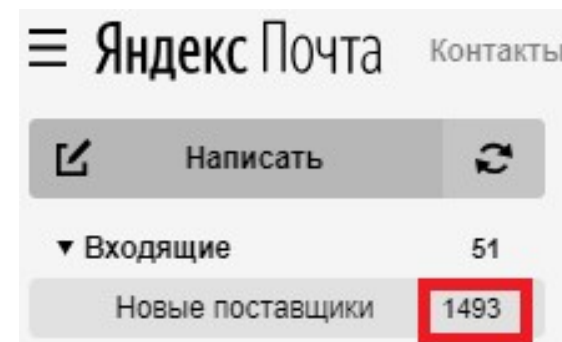 Яндекс Почта Контакты
Написать
Входящие 51
Новые поставщики 1493